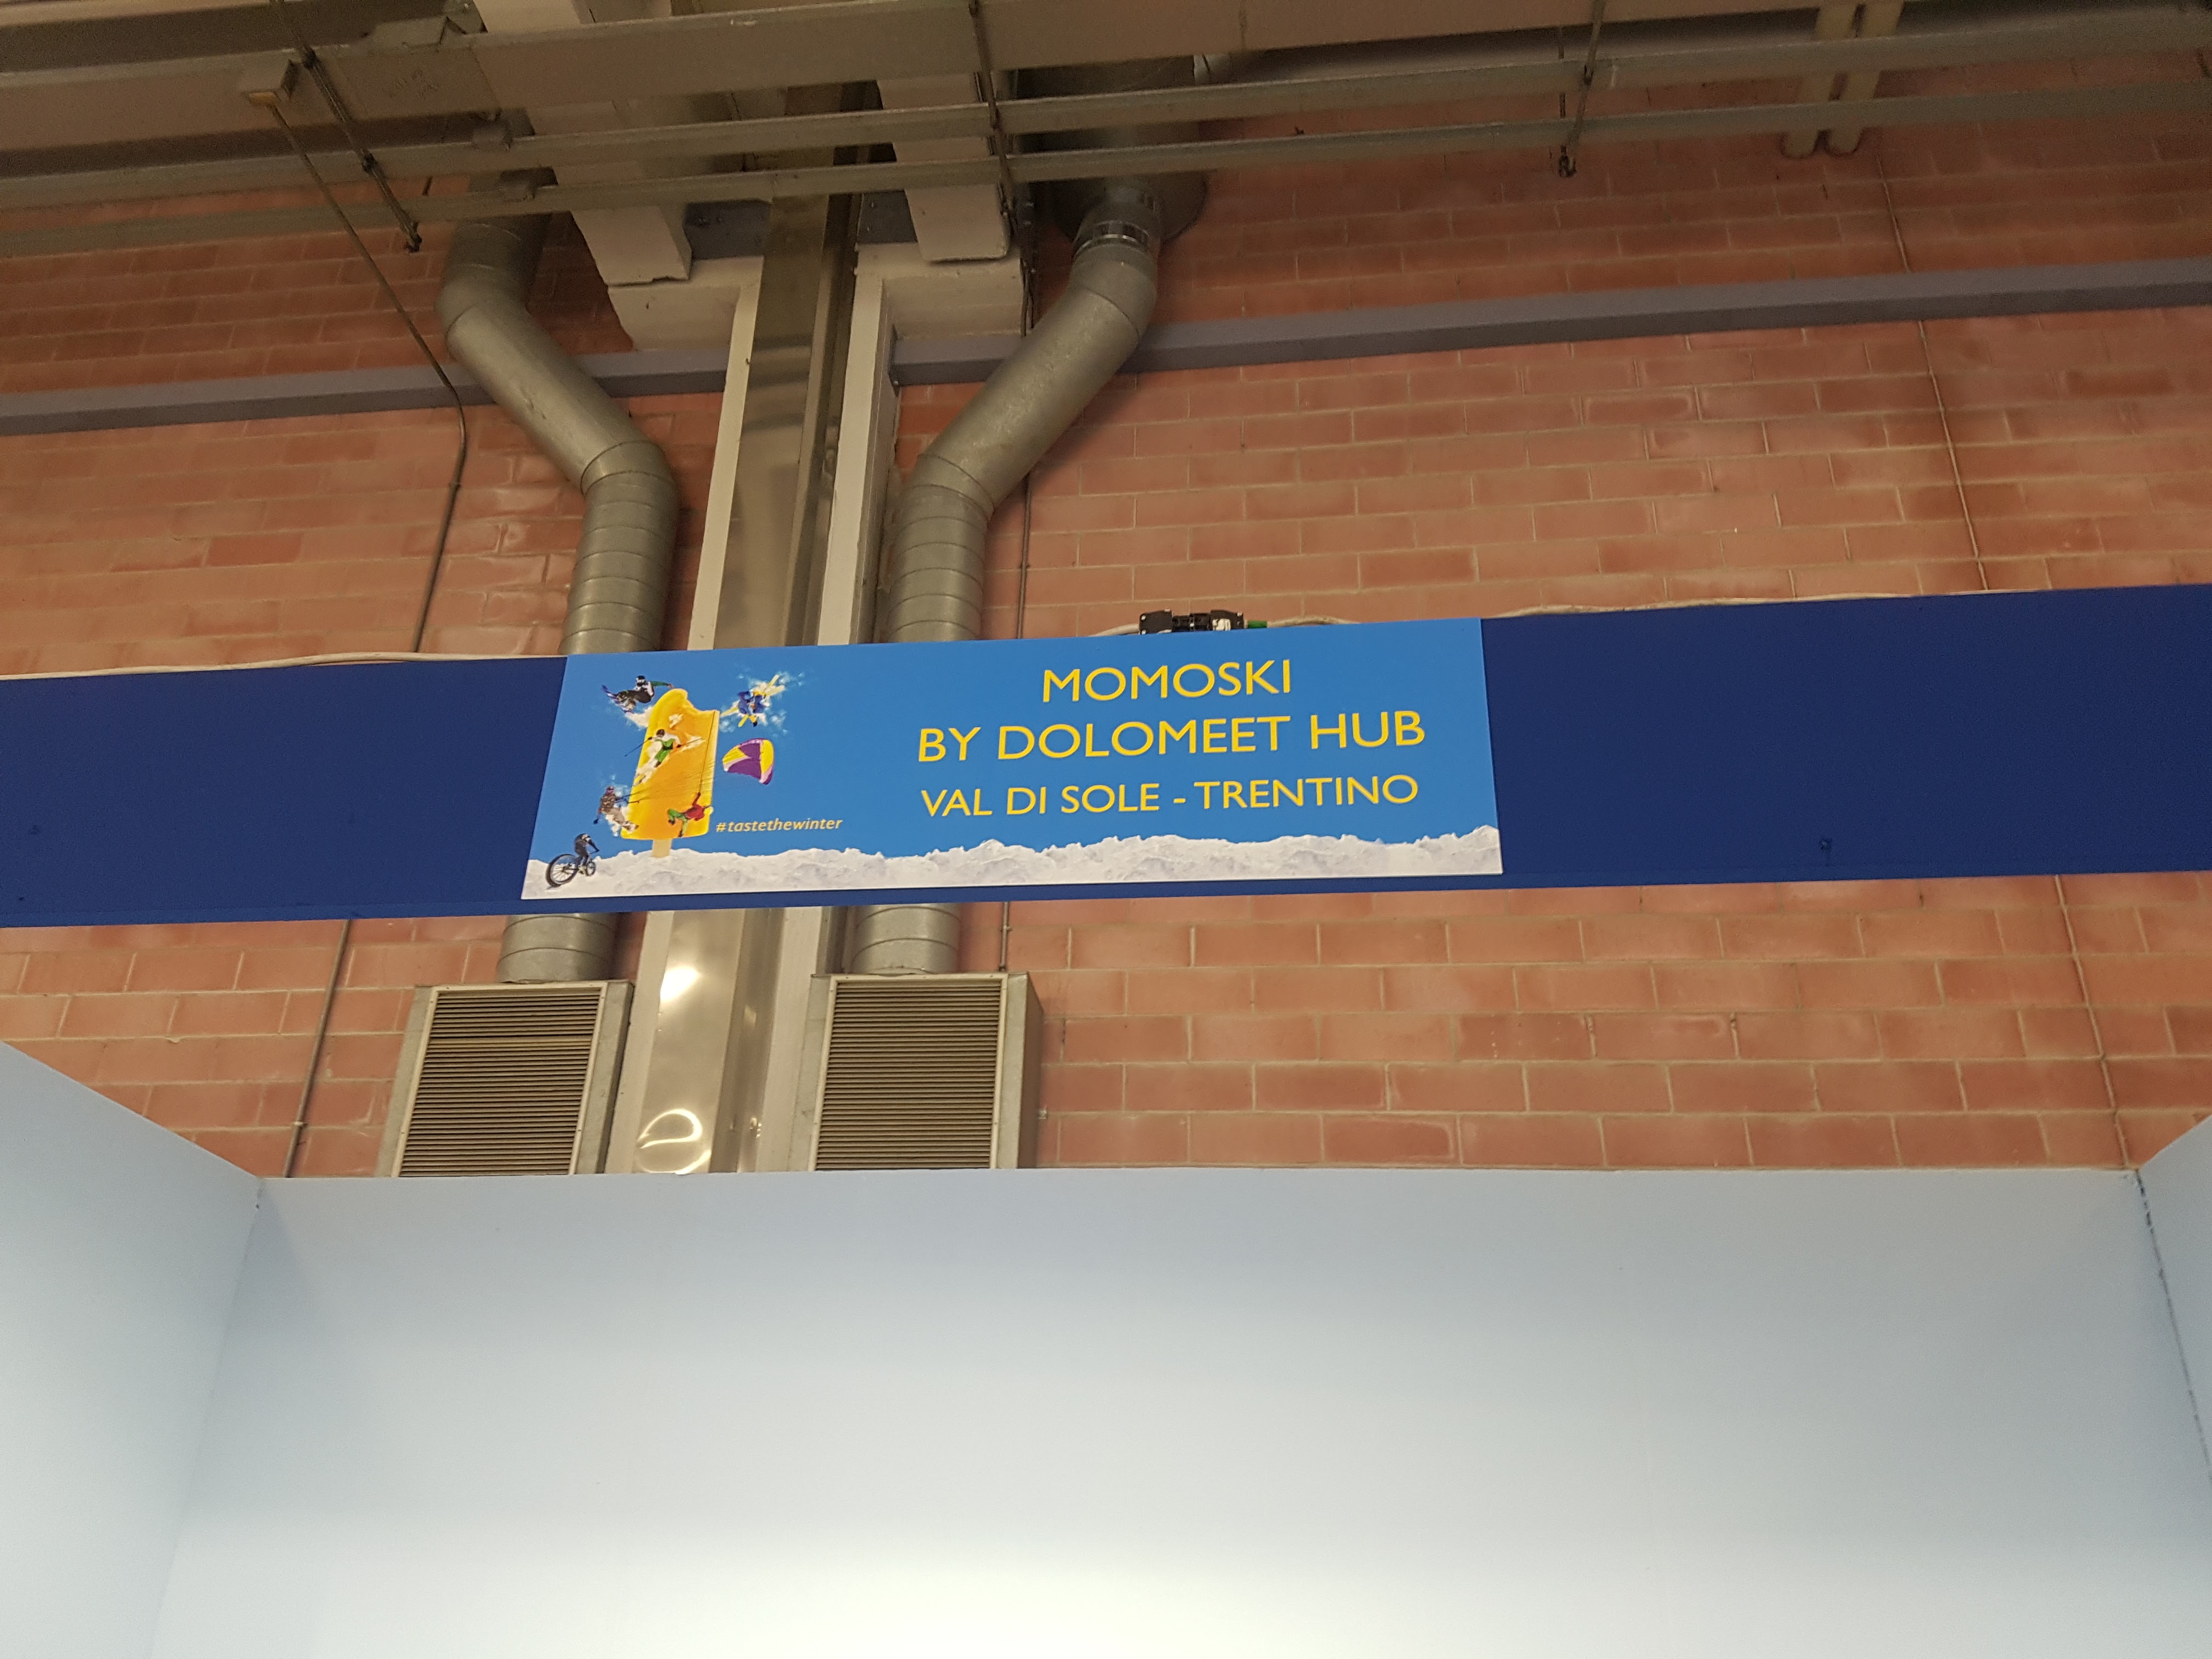 MOMOSKI
BY DOLOMEET HUB
VAL DI SOLE - TRENTINO
#tastethewinter